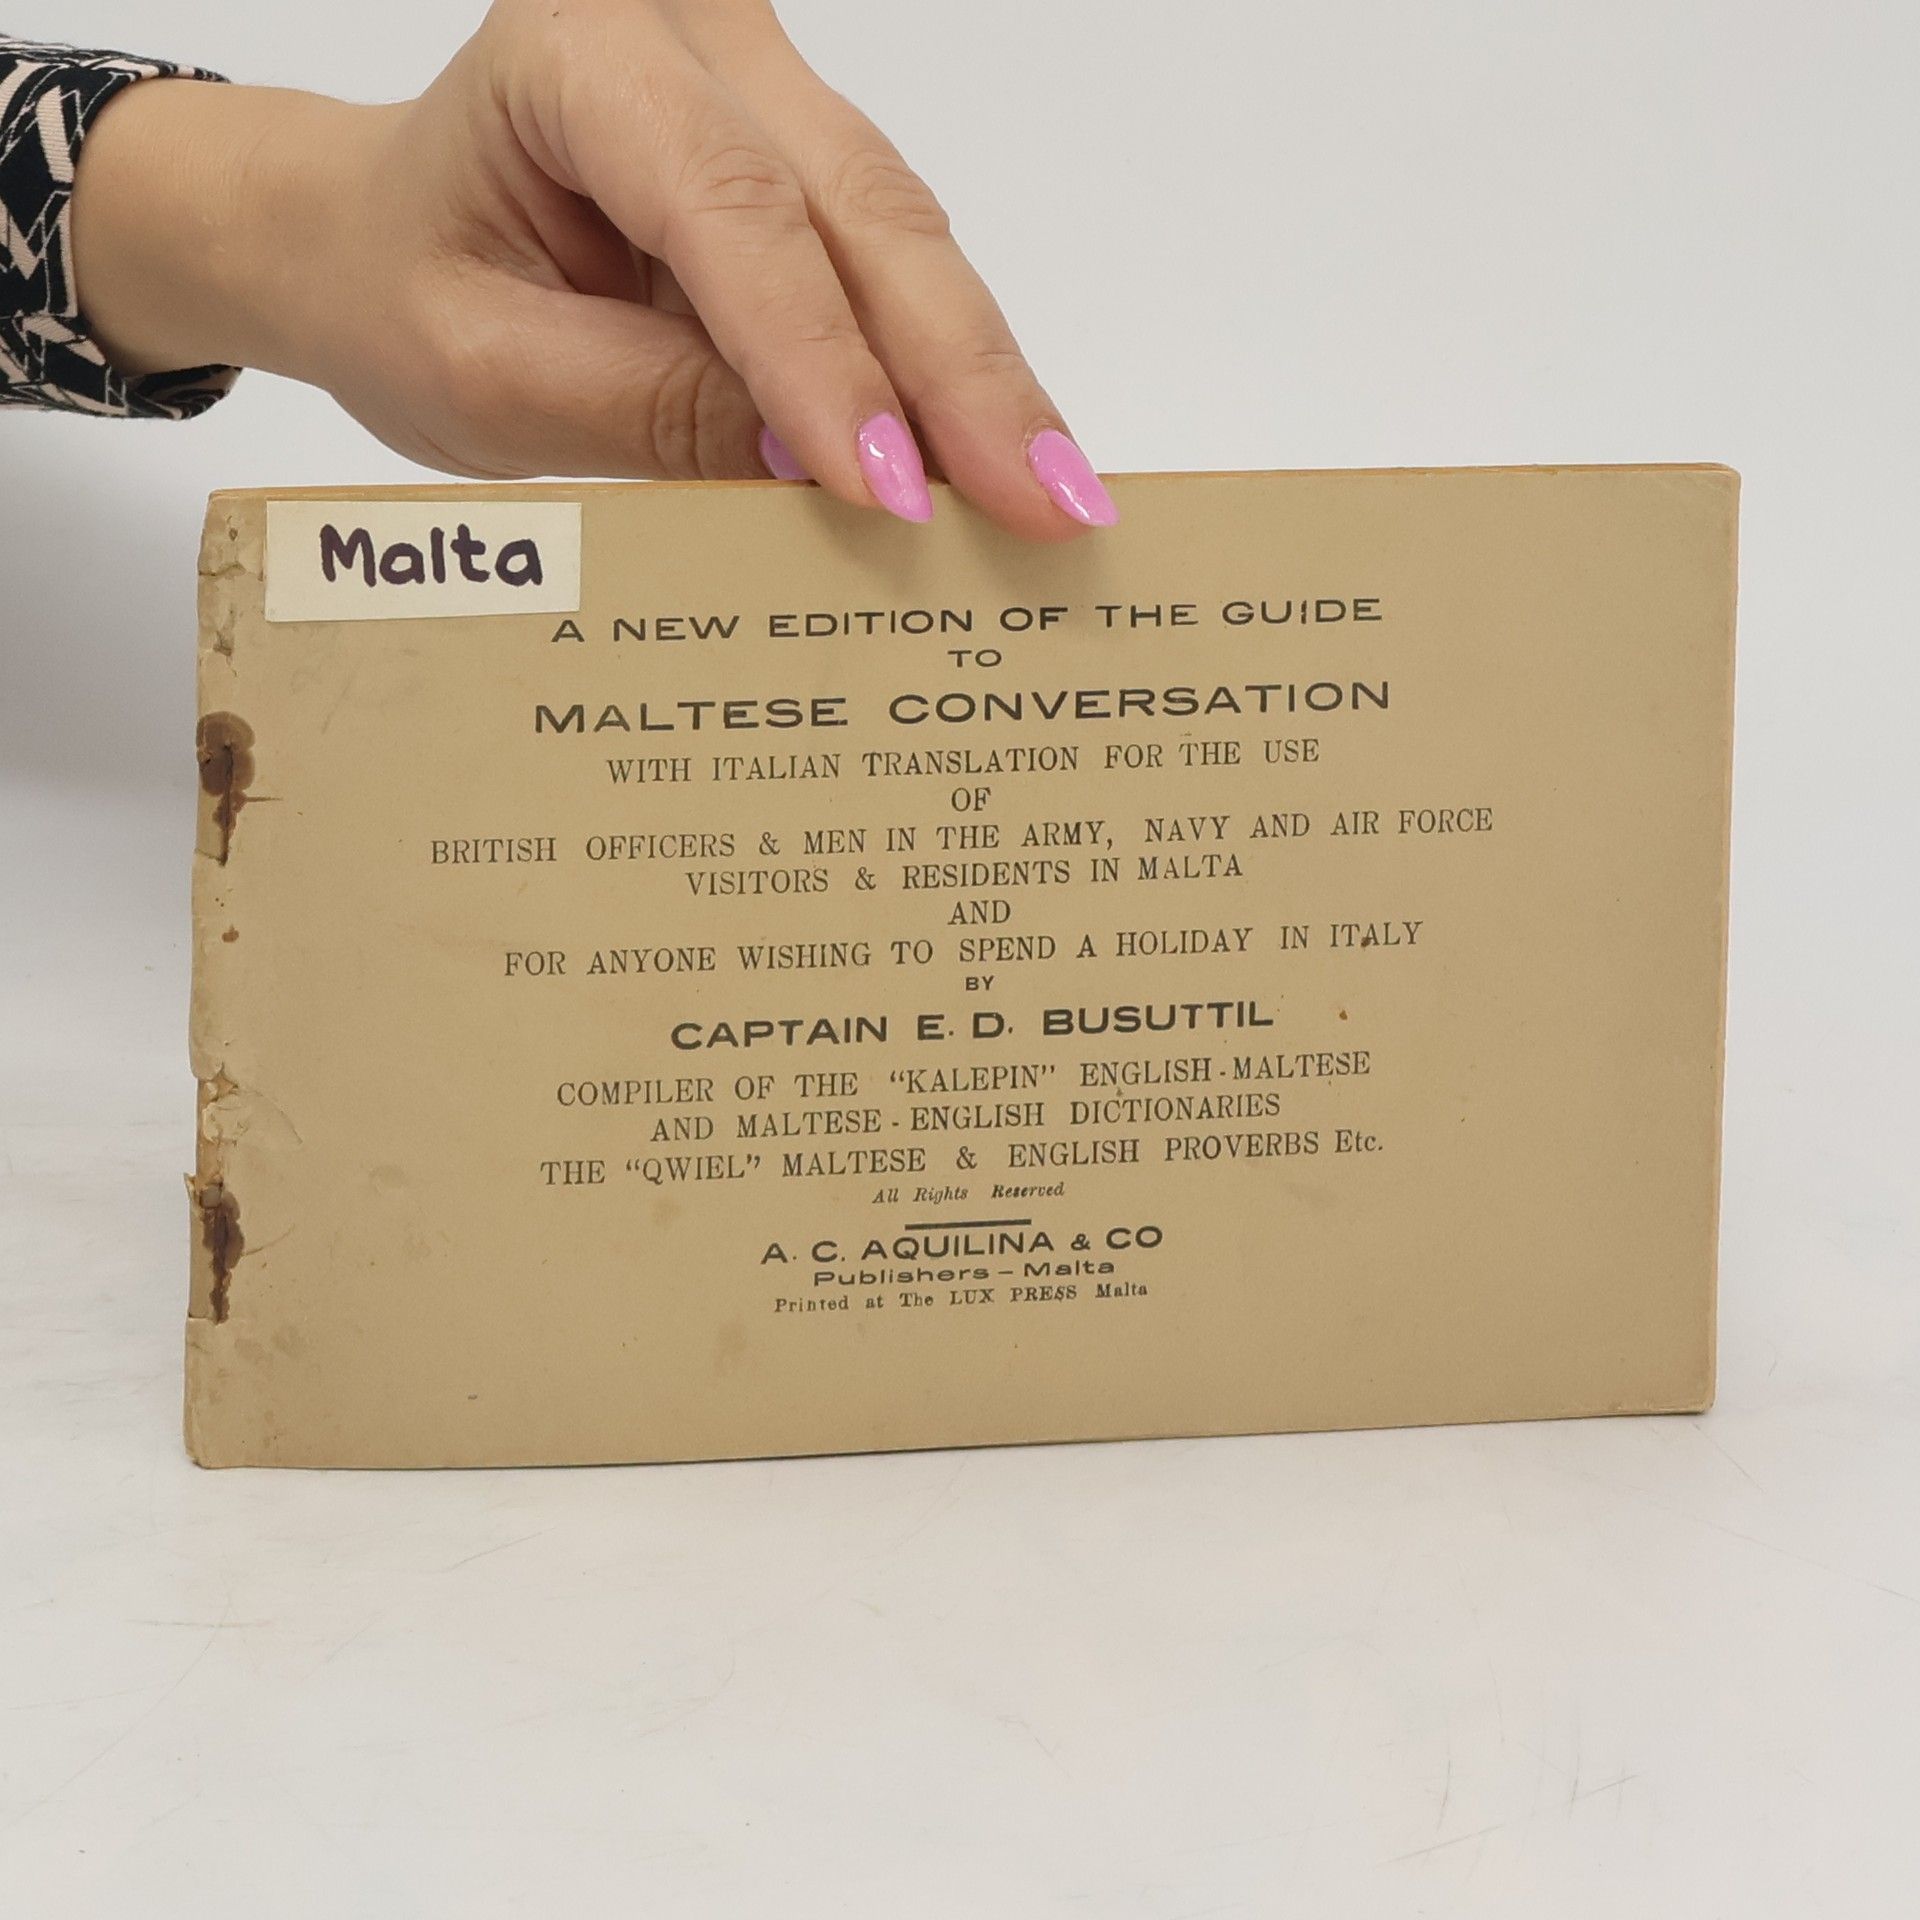 Malta
A NEW EDITION OF THE GUIDE
TO
MALTESE CONVERSATION
WITH ITALIAN TRANSLATION FOR THE USE
OF
BRITISH OFFICERS & MEN IN THE ARMY, NAVY AND AIR FORCE
VISITORS & RESIDENTS IN MALTA
AND
FOR ANYONE WISHING TO SPEND A HOLIDAY IN ITALY
BY
CAPTAIN E. D. BUSUTTIL
COMPILER OF THE “KALEPIN” ENGLISH-MALTESE
AND MALTESE-ENGLISH DICTIONARIES
THE “QWIEL” MALTESE & ENGLISH PROVERBS Etc.
All Rights Reserved
A. C. AQUILINA & CO
Publishers – Malta
Printed at The LUX PRESS Malta